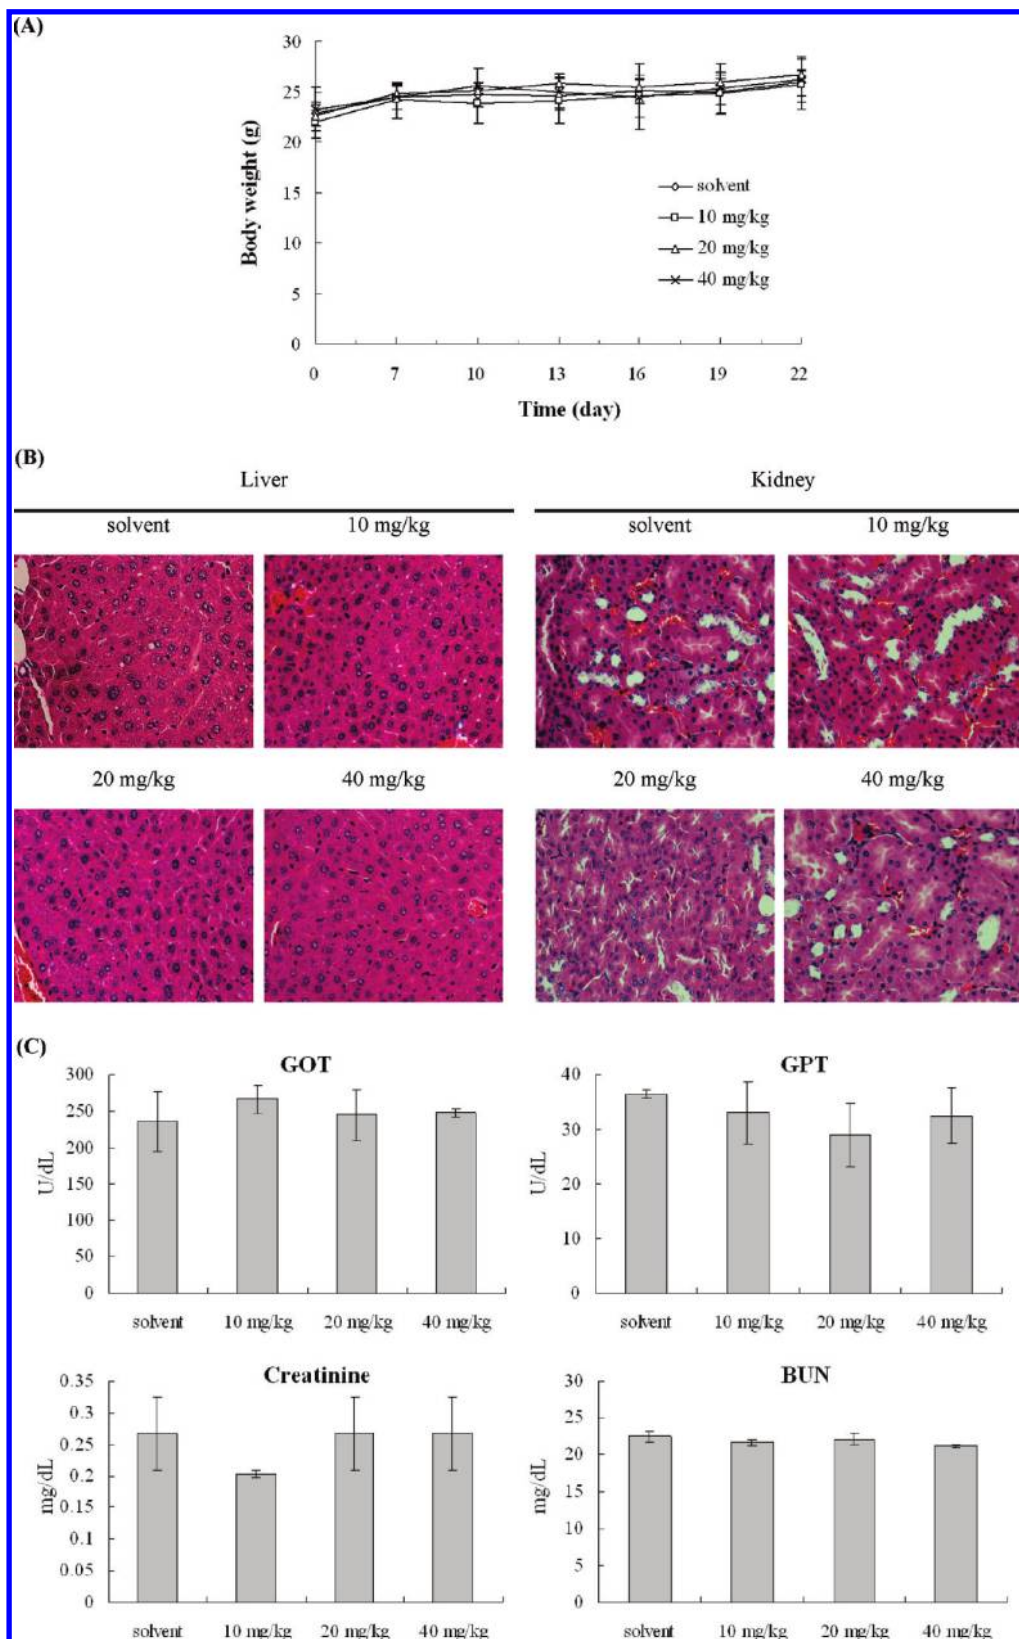 (A)
30
25
20
15
10
5
0
Body weight (g)
solvent
10 mg/kg
20 mg/kg
40 mg/kg
0 7 10 13 16 19 22
Time (day)
(B)
Liver Kidney
solvent 10 mg/kg solvent 10 mg/kg
20 mg/kg 40 mg/kg 20 mg/kg 40 mg/kg
(C)
GOT
300
250
200
150
100
50
0
U/dL
solvent 10 mg/kg 20 mg/kg 40 mg/kg
GPT
40
30
20
10
0
U/dL
solvent 10 mg/kg 20 mg/kg 40 mg/kg
Creatinine
0.35
0.3
0.25
0.2
0.15
0.1
0.05
0
mg/dL
solvent 10 mg/kg 20 mg/kg 40 mg/kg
BUN
30
25
20
15
10
5
0
mg/dL
solvent 10 mg/kg 20 mg/kg 40 mg/kg